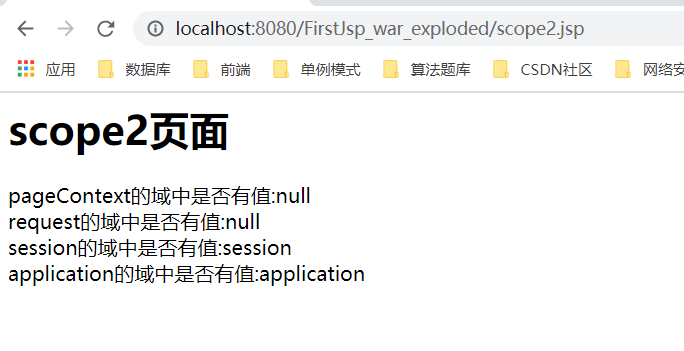 localhost:8080/FirstJsp_war_exploded/scope2.jsp
应用 数据库 前端 单例模式 算法题库 CSDN社区 网络安
scope2页面
pageContext的域中是否有值:null
request的域中是否有值:null
session的域中是否有值:session
application的域中是否有值:application